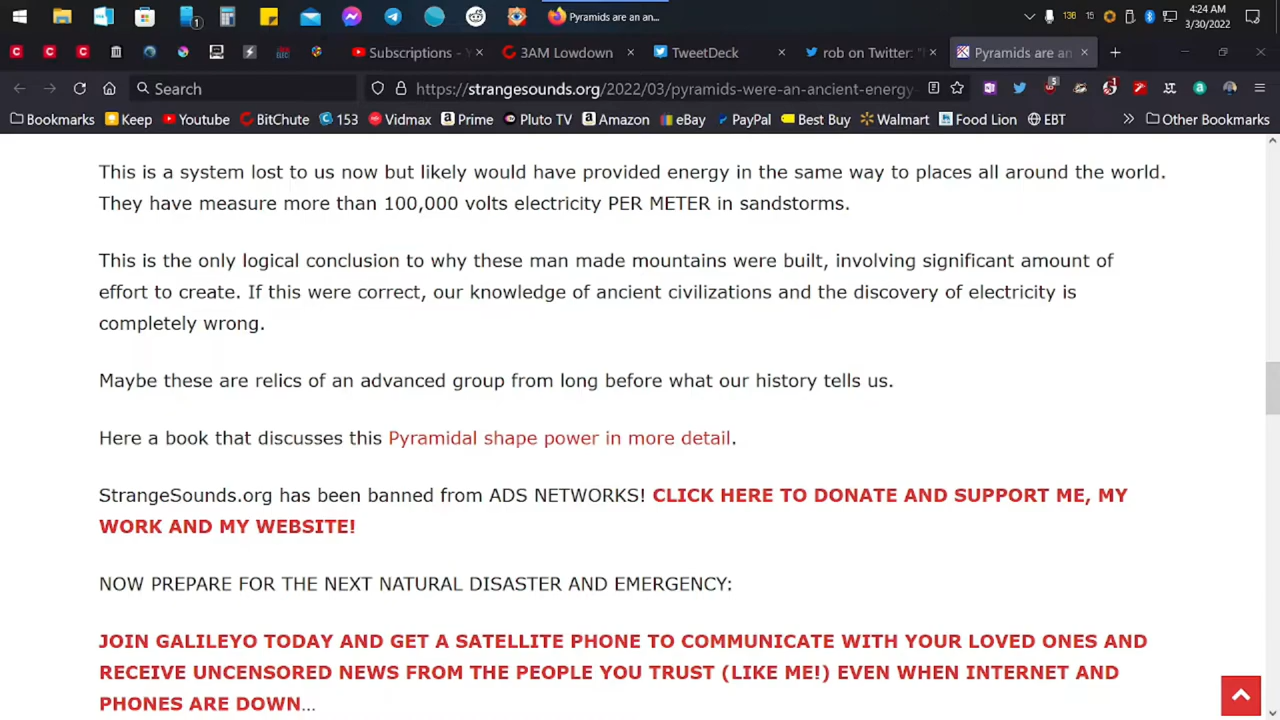 Pyramids are an an...
4:24 AM
3/30/2022
1
136
15
Subscriptions - Y
3AM Lowdown
TweetDeck
rob on Twitter:
Pyramids are an
Search
https://strangesounds.org/2022/03/pyramids-were-an-ancient-energy-
5
1
Bookmarks
Keep
Youtube
BitChute
153
Vidmax
Prime
Pluto TV
Amazon
eBay
PayPal
Best Buy
Walmart
Food Lion
EBT
Other Bookmarks
This is a system lost to us now but likely would have provided energy in the same way to places all around the world.
They have measure more than 100,000 volts electricity PER METER in sandstorms.
This is the only logical conclusion to why these man made mountains were built, involving significant amount of
effort to create. If this were correct, our knowledge of ancient civilizations and the discovery of electricity is
completely wrong.
Maybe these are relics of an advanced group from long before what our history tells us.
Here a book that discusses this Pyramidal shape power in more detail.
StrangeSounds.org has been banned from ADS NETWORKS! CLICK HERE TO DONATE AND SUPPORT ME, MY
WORK AND MY WEBSITE!
NOW PREPARE FOR THE NEXT NATURAL DISASTER AND EMERGENCY:
JOIN GALILEYO TODAY AND GET A SATELLITE PHONE TO COMMUNICATE WITH YOUR LOVED ONES AND
RECEIVE UNCENSORED NEWS FROM THE PEOPLE YOU TRUST (LIKE ME!) EVEN WHEN INTERNET AND
PHONES ARE DOWN...